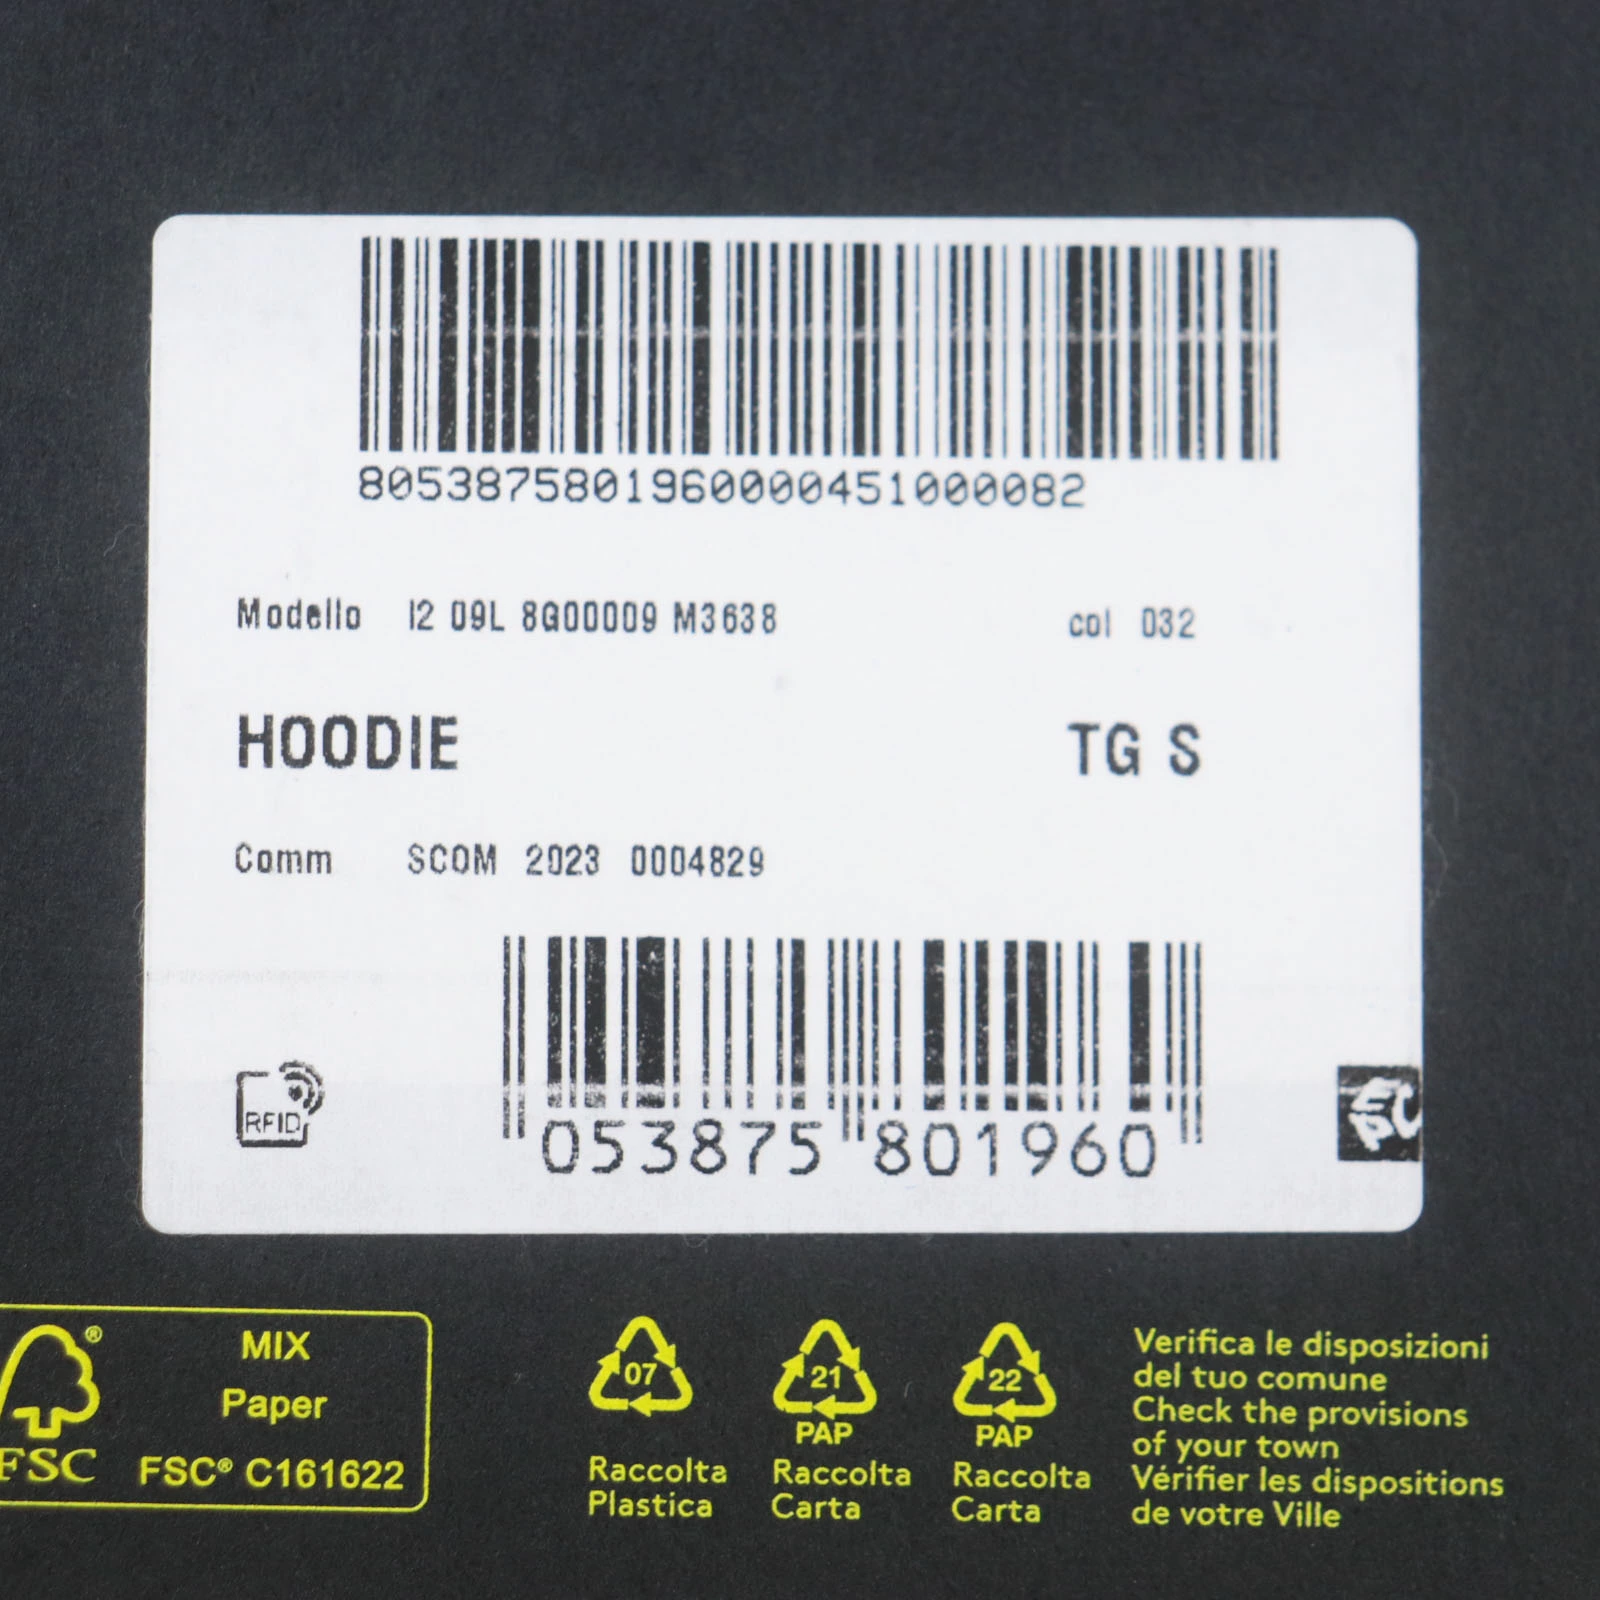 805387580196000045100082
Modello I2 09L 8G00009 M3638 col 032
HOODIE TG S
Comm SCOM 2023 0004829
RFID
053875 801960
FSC®
MIX
Paper
FSC® C161622
07
Raccolta
Plastica
21
PAP
Raccolta
Carta
22
PAP
Raccolta
Carta
Verifica le disposizioni
del tuo comune
Check the provisions
of your town
Vérifier les dispositions
de votre Ville